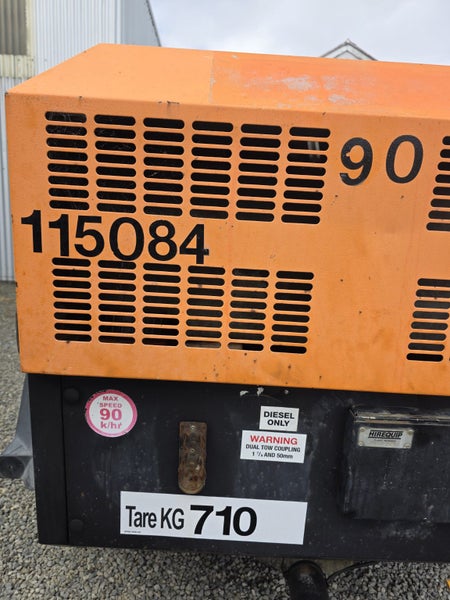 90
115084
MAX
SPEED
90
k/hr
DIESEL
ONLY
WARNING
DUAL TOW COUPLING
1 ⁷/₈ AND 50mm
HIREQUIP
Tare KG 710